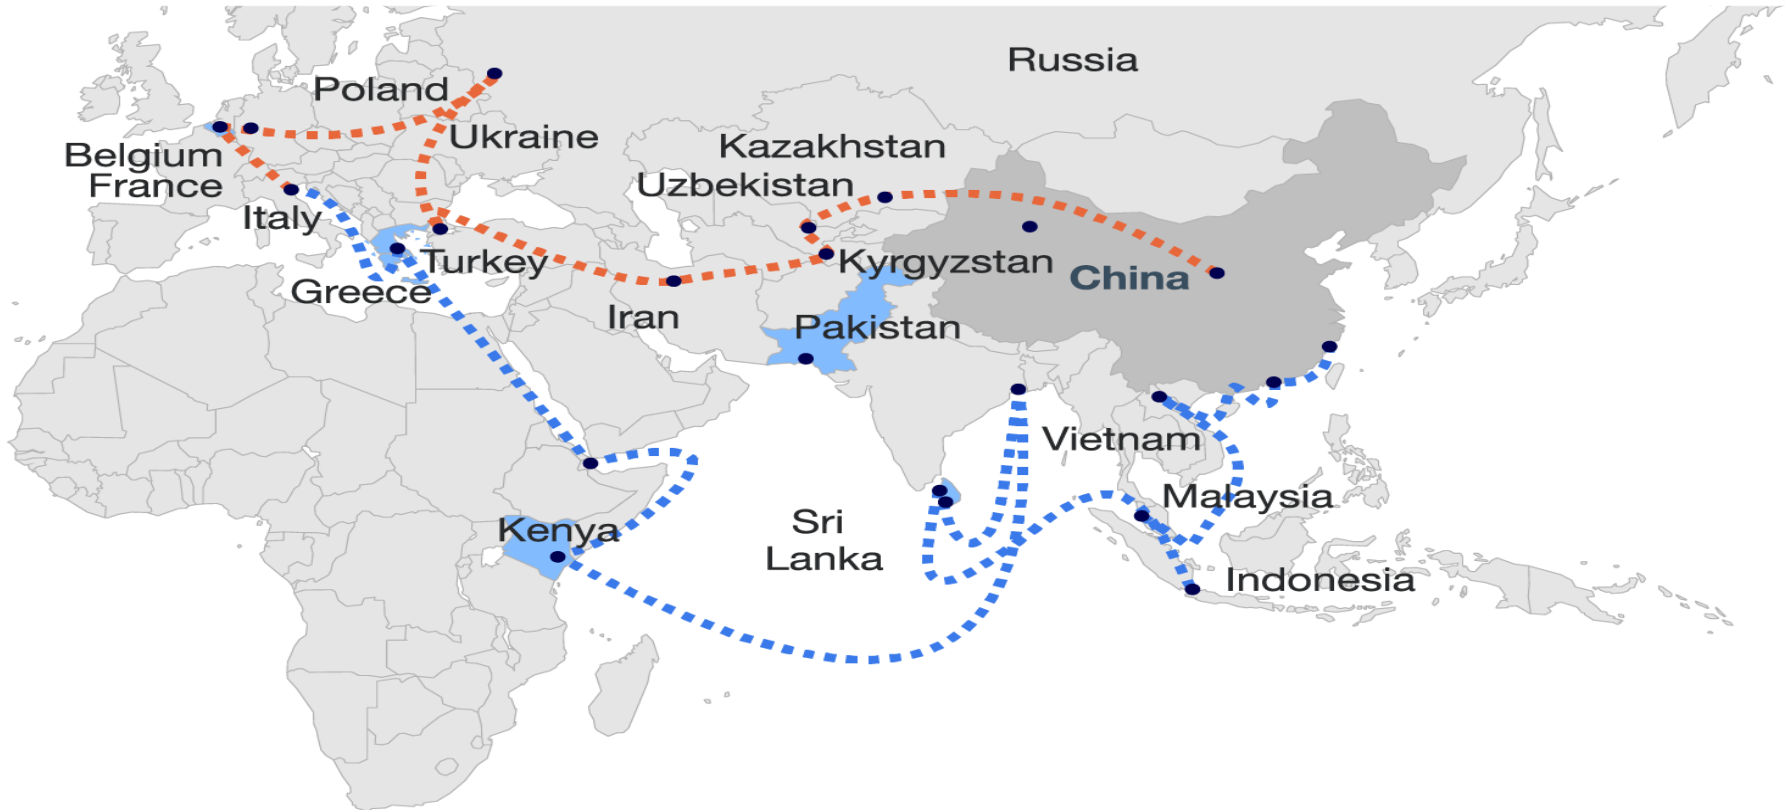 Russia
Poland
Ukraine
Kazakhstan
Belgium
France
Uzbekistan
Italy
Turkey
Kyrgyzstan
China
Greece
Iran
Pakistan
Vietnam
Malaysia
Kenya
Sri
Lanka
Indonesia